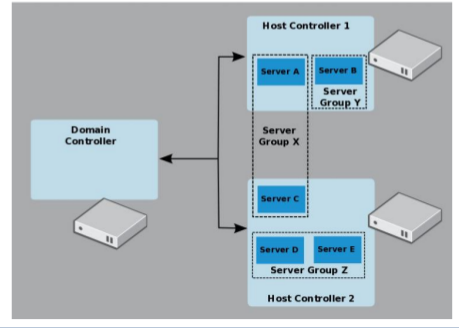 Host Controller 1
Server A
Server B
Server
Group Y
Domain
Controller
Server
Group X
Server C
Server D
Server E
Server Group Z
Host Controller 2